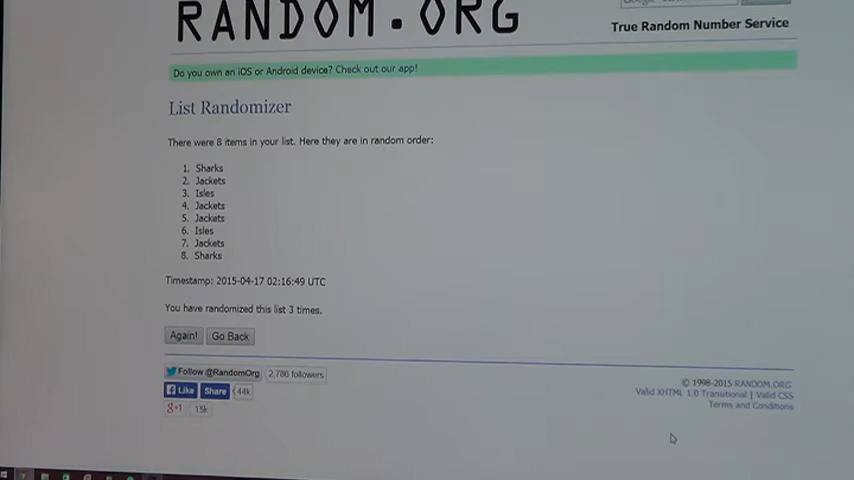 RANDOM.ORG
True Random Number Service
Do you own an iOS or Android device? Check out our app!
List Randomizer
There were 8 items in your list. Here they are in random order:
1. Sharks
2. Jackets
3. Isles
4. Jackets
5. Jackets
6. Isles
7. Jackets
8. Sharks
Timestamp: 2015-04-17 02:16:49 UTC
You have randomized this list 3 times.
Again! Go Back
Follow @RandomOrg 2,786 followers
Like Share 44k
g+1 15k
© 1998-2015 RANDOM.ORG
Valid XHTML 1.0 Transitional | Valid CSS
Terms and Conditions